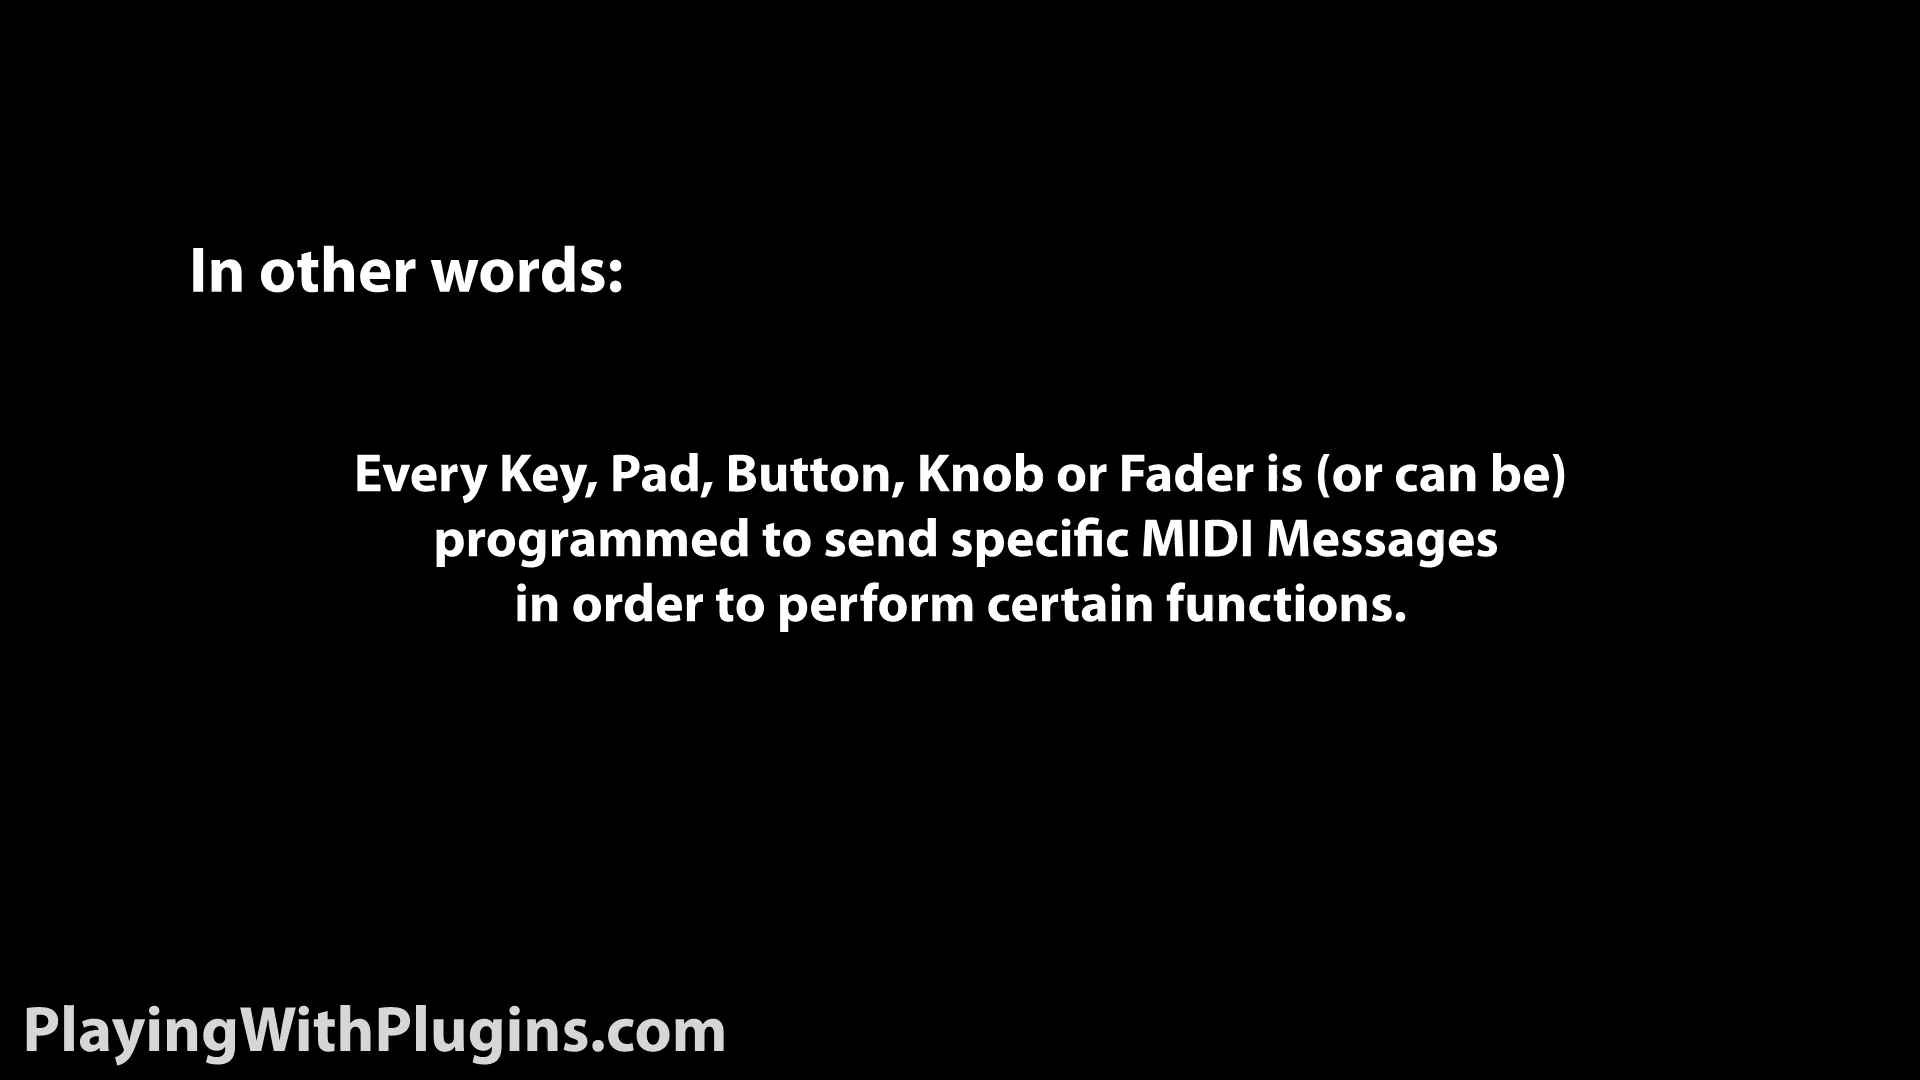 In other words:
Every Key, Pad, Button, Knob or Fader is (or can be)
programmed to send specific MIDI Messages
in order to perform certain functions.
PlayingWithPlugins.com